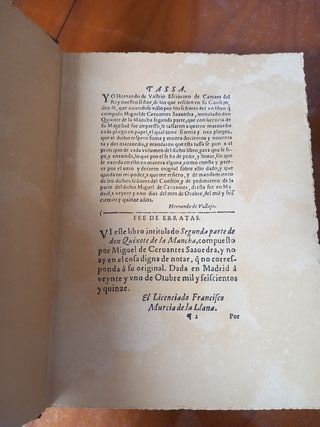 TASSA.
YO Hernando de Vallejo Escriuano de Camara del
Rey nuestro señor, de los que residen en su Consejo,
doy fè, que auiendose visto por los señores del vn libro q̃
compuso Miguel de Ceruantes Saauedra, intitulado don
Quixote de la Mancha segunda parte, que con licencia de
su Magestad fue impresso, le tassaron a quatro marauedis
cada pliego en papel, el qual tiene setenta y tres pliegos,
que al dicho respeto suma y monta dozientos y nouenta
y dos marauedis, y mandaron que esta tassa se põga al
principio de cada volumen del dicho libro, para que se se-
pa, y entienda, lo que por el se ha de pedir, y lleuar, sin que
se exceda en ello en manera alguna, como consta y
parece por el auto y decreto original sobre ello dado, y que
queda en mi poder, a que me refiero, y de mandamiento
de los dichos señores del Consejo y de pedimiento de la
parte del dicho Miguel de Ceruantes, di esta fee en Ma-
drid, a veynte y vno dias del mes de Otubre, del mil y sey-
scientos y quinze.
Hernando de Vallejo.
FEE DE ERRATAS.
VI este libro intitulado Segunda parte de
don Quixote de la Mancha, compuesta
por Miguel de Ceruantes Saauedra, y no
ay en el cosa digna de notar, q̃ no corres-
ponda à su original. Dada en Madrid à
veynte y vno de Otubre mil y seiscientos
y quinze.
El Licenciado Francisco
Murcia de la Llana.
¶ 2 Por